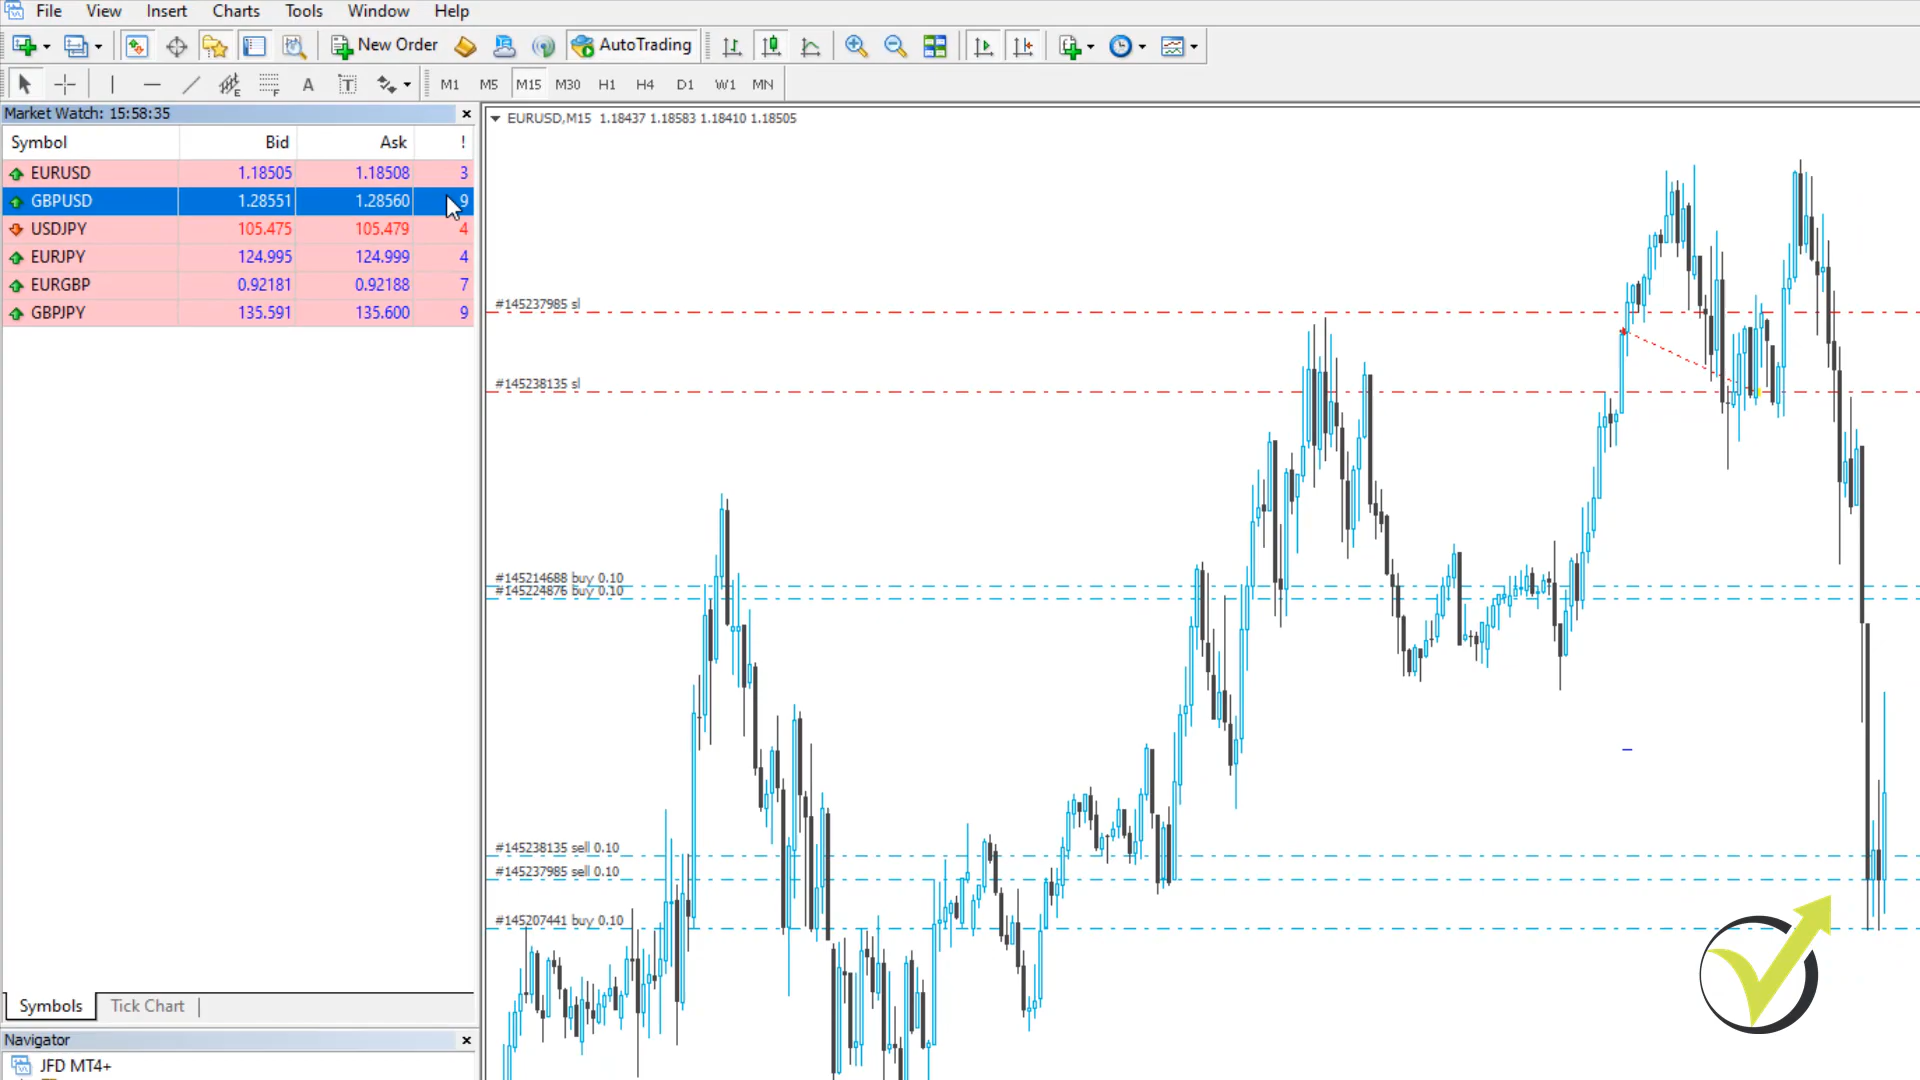 File View Insert Charts Tools Window Help
New Order AutoTrading
E F A T M1 M5 M15 M30 H1 H4 D1 W1 MN
Market Watch: 15:58:35
Symbol Bid Ask !
EURUSD 1.18505 1.18508 3
GBPUSD 1.28551 1.28560 9
USDJPY 105.475 105.479 4
EURJPY 124.995 124.999 4
EURGBP 0.92181 0.92188 7
GBPJPY 135.591 135.600 9
Symbols Tick Chart
Navigator
JFD MT4+
EURUSD,M15 1.18437 1.18583 1.18410 1.18505
#145237985 sl
#145238135 sl
#145214688 buy 0.10
#145224876 buy 0.10
#145238135 sell 0.10
#145237985 sell 0.10
#145207441 buy 0.10